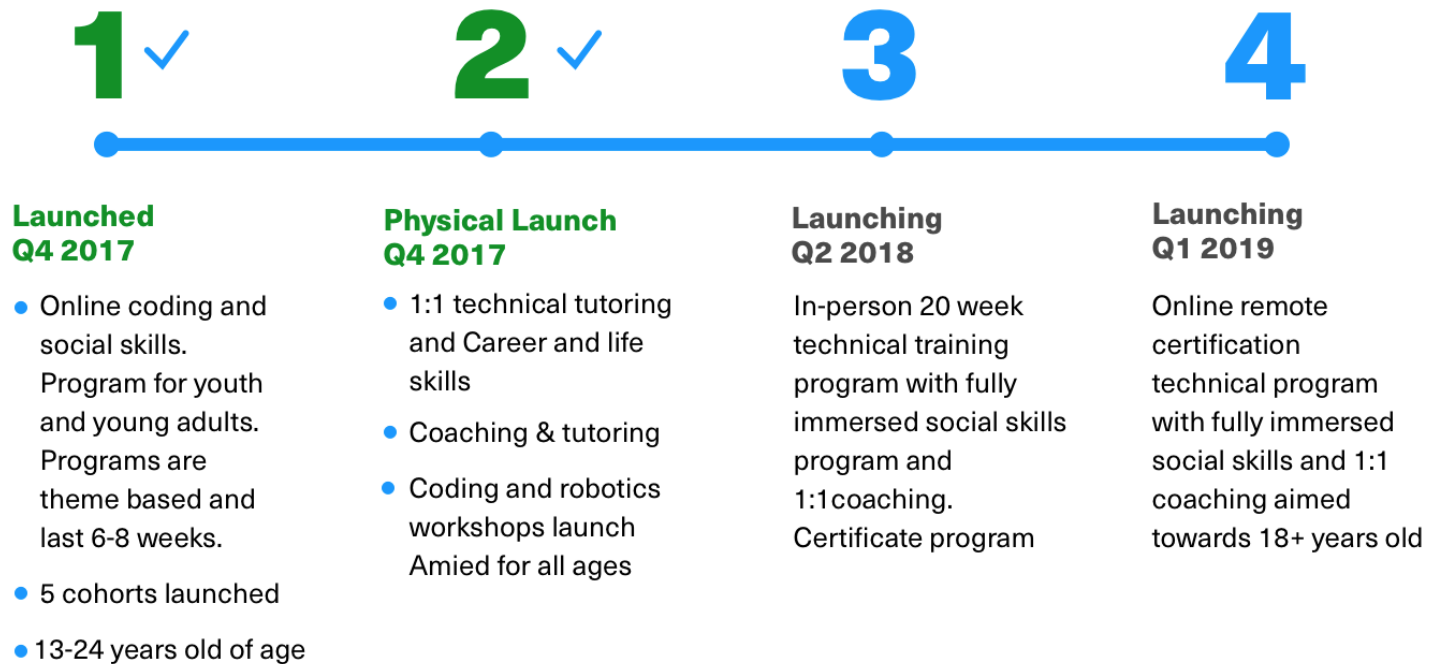 1
2
3
4
Launched
Q4 2017
Online coding and
social skills.
Program for youth
and young adults.
Programs are
theme based and
last 6-8 weeks.
5 cohorts launched
13-24 years old of age
Physical Launch
Q4 2017
1:1 technical tutoring
and Career and life
skills
Coaching & tutoring
Coding and robotics
workshops launch
Amied for all ages
Launching
Q2 2018
In-person 20 week
technical training
program with fully
immersed social skills
program and
1:1coaching.
Certificate program
Launching
Q1 2019
Online remote
certification
technical program
with fully immersed
social skills and 1:1
coaching aimed
towards 18+ years old